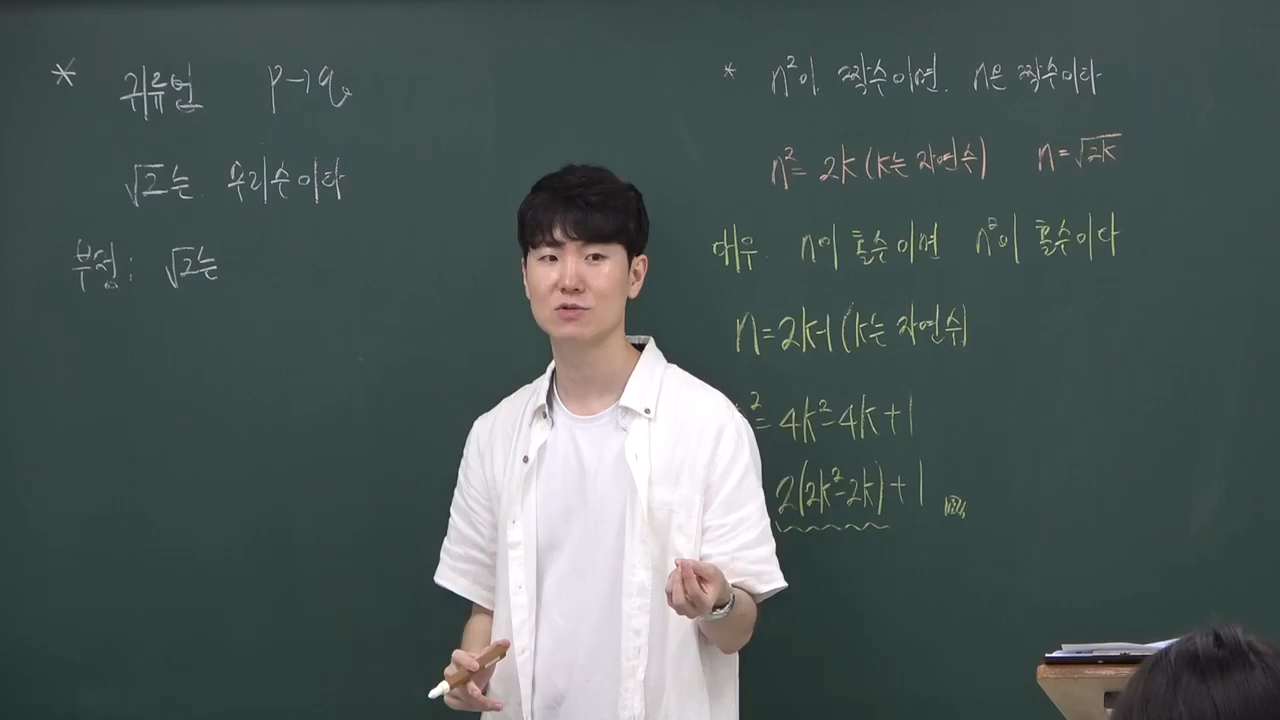 * 귀류법 p→q
√2는 무리수이다
부정: √2는
* n²이 짝수이면 n은 짝수이다
n²=2k(k는 자연수) n=√2k
대우 n이 홀수이면 n²이 홀수이다
n=2k-1(k는 자연수)
²=4k²-4k+1
2(2k²-2k)+1